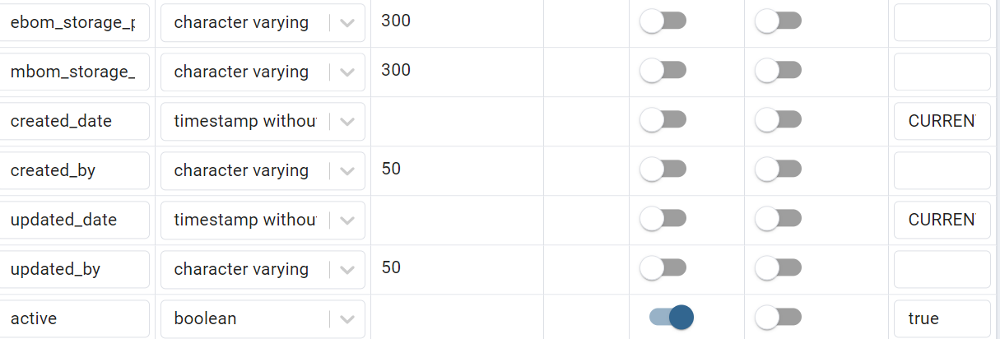 ebom_storage_p character varying 300
mbom_storage_ character varying 300
created_date timestamp withou CURREN
created_by character varying 50
updated_date timestamp withou CURREN
updated_by character varying 50
active boolean true